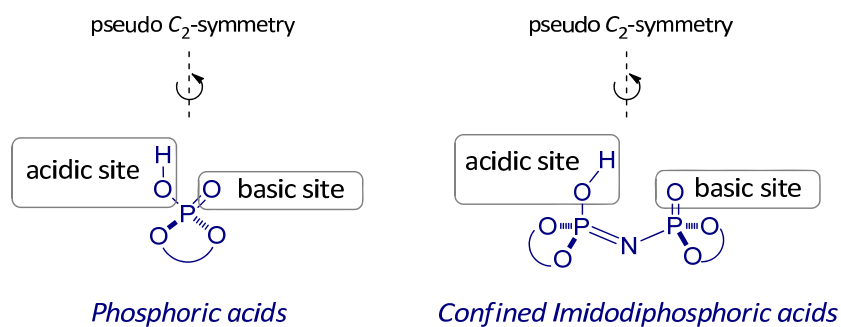 pseudo C2-symmetry
pseudo C2-symmetry
acidic site
H
O
O
basic site
P
O
O
Phosphoric acids
acidic site
H
O
O
basic site
O
P
P
O
O
N
O
Confined Imidodiphosphoric acids